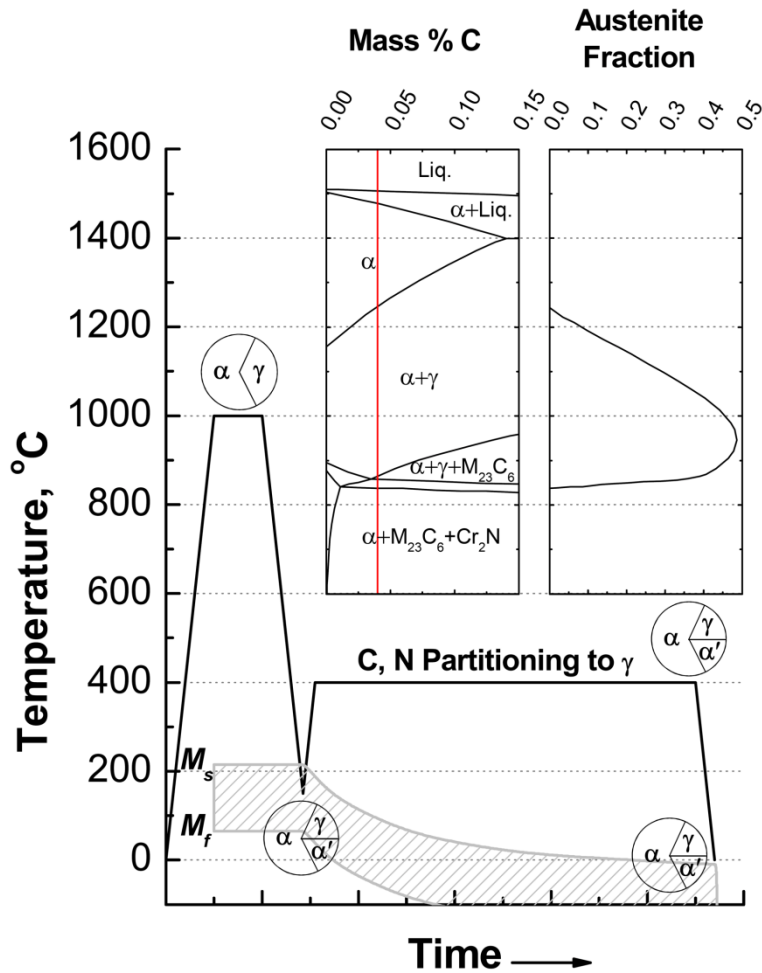 Mass % C
Austenite
Fraction
0.00
0.05
0.10
0.15
0.0
0.1
0.2
0.3
0.4
0.5
1600
1400
1200
1000
800
600
400
200
0
Temperature, °C
Liq.
α+Liq.
α
α+γ
α+γ+M₂₃C₆
α+M₂₃C₆+Cr₂N
α γ
α γ α′
C, N Partitioning to γ
Mₛ
M_f
α γ α′
α γ α′
Time